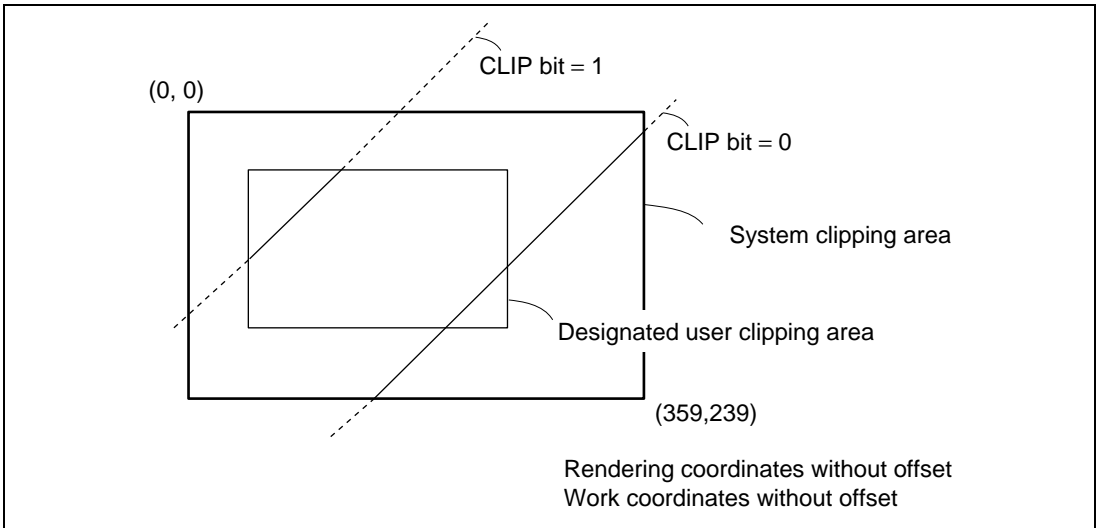 CLIP bit = 1
(0, 0)
CLIP bit = 0
System clipping area
Designated user clipping area
(359,239)
Rendering coordinates without offset
Work coordinates without offset